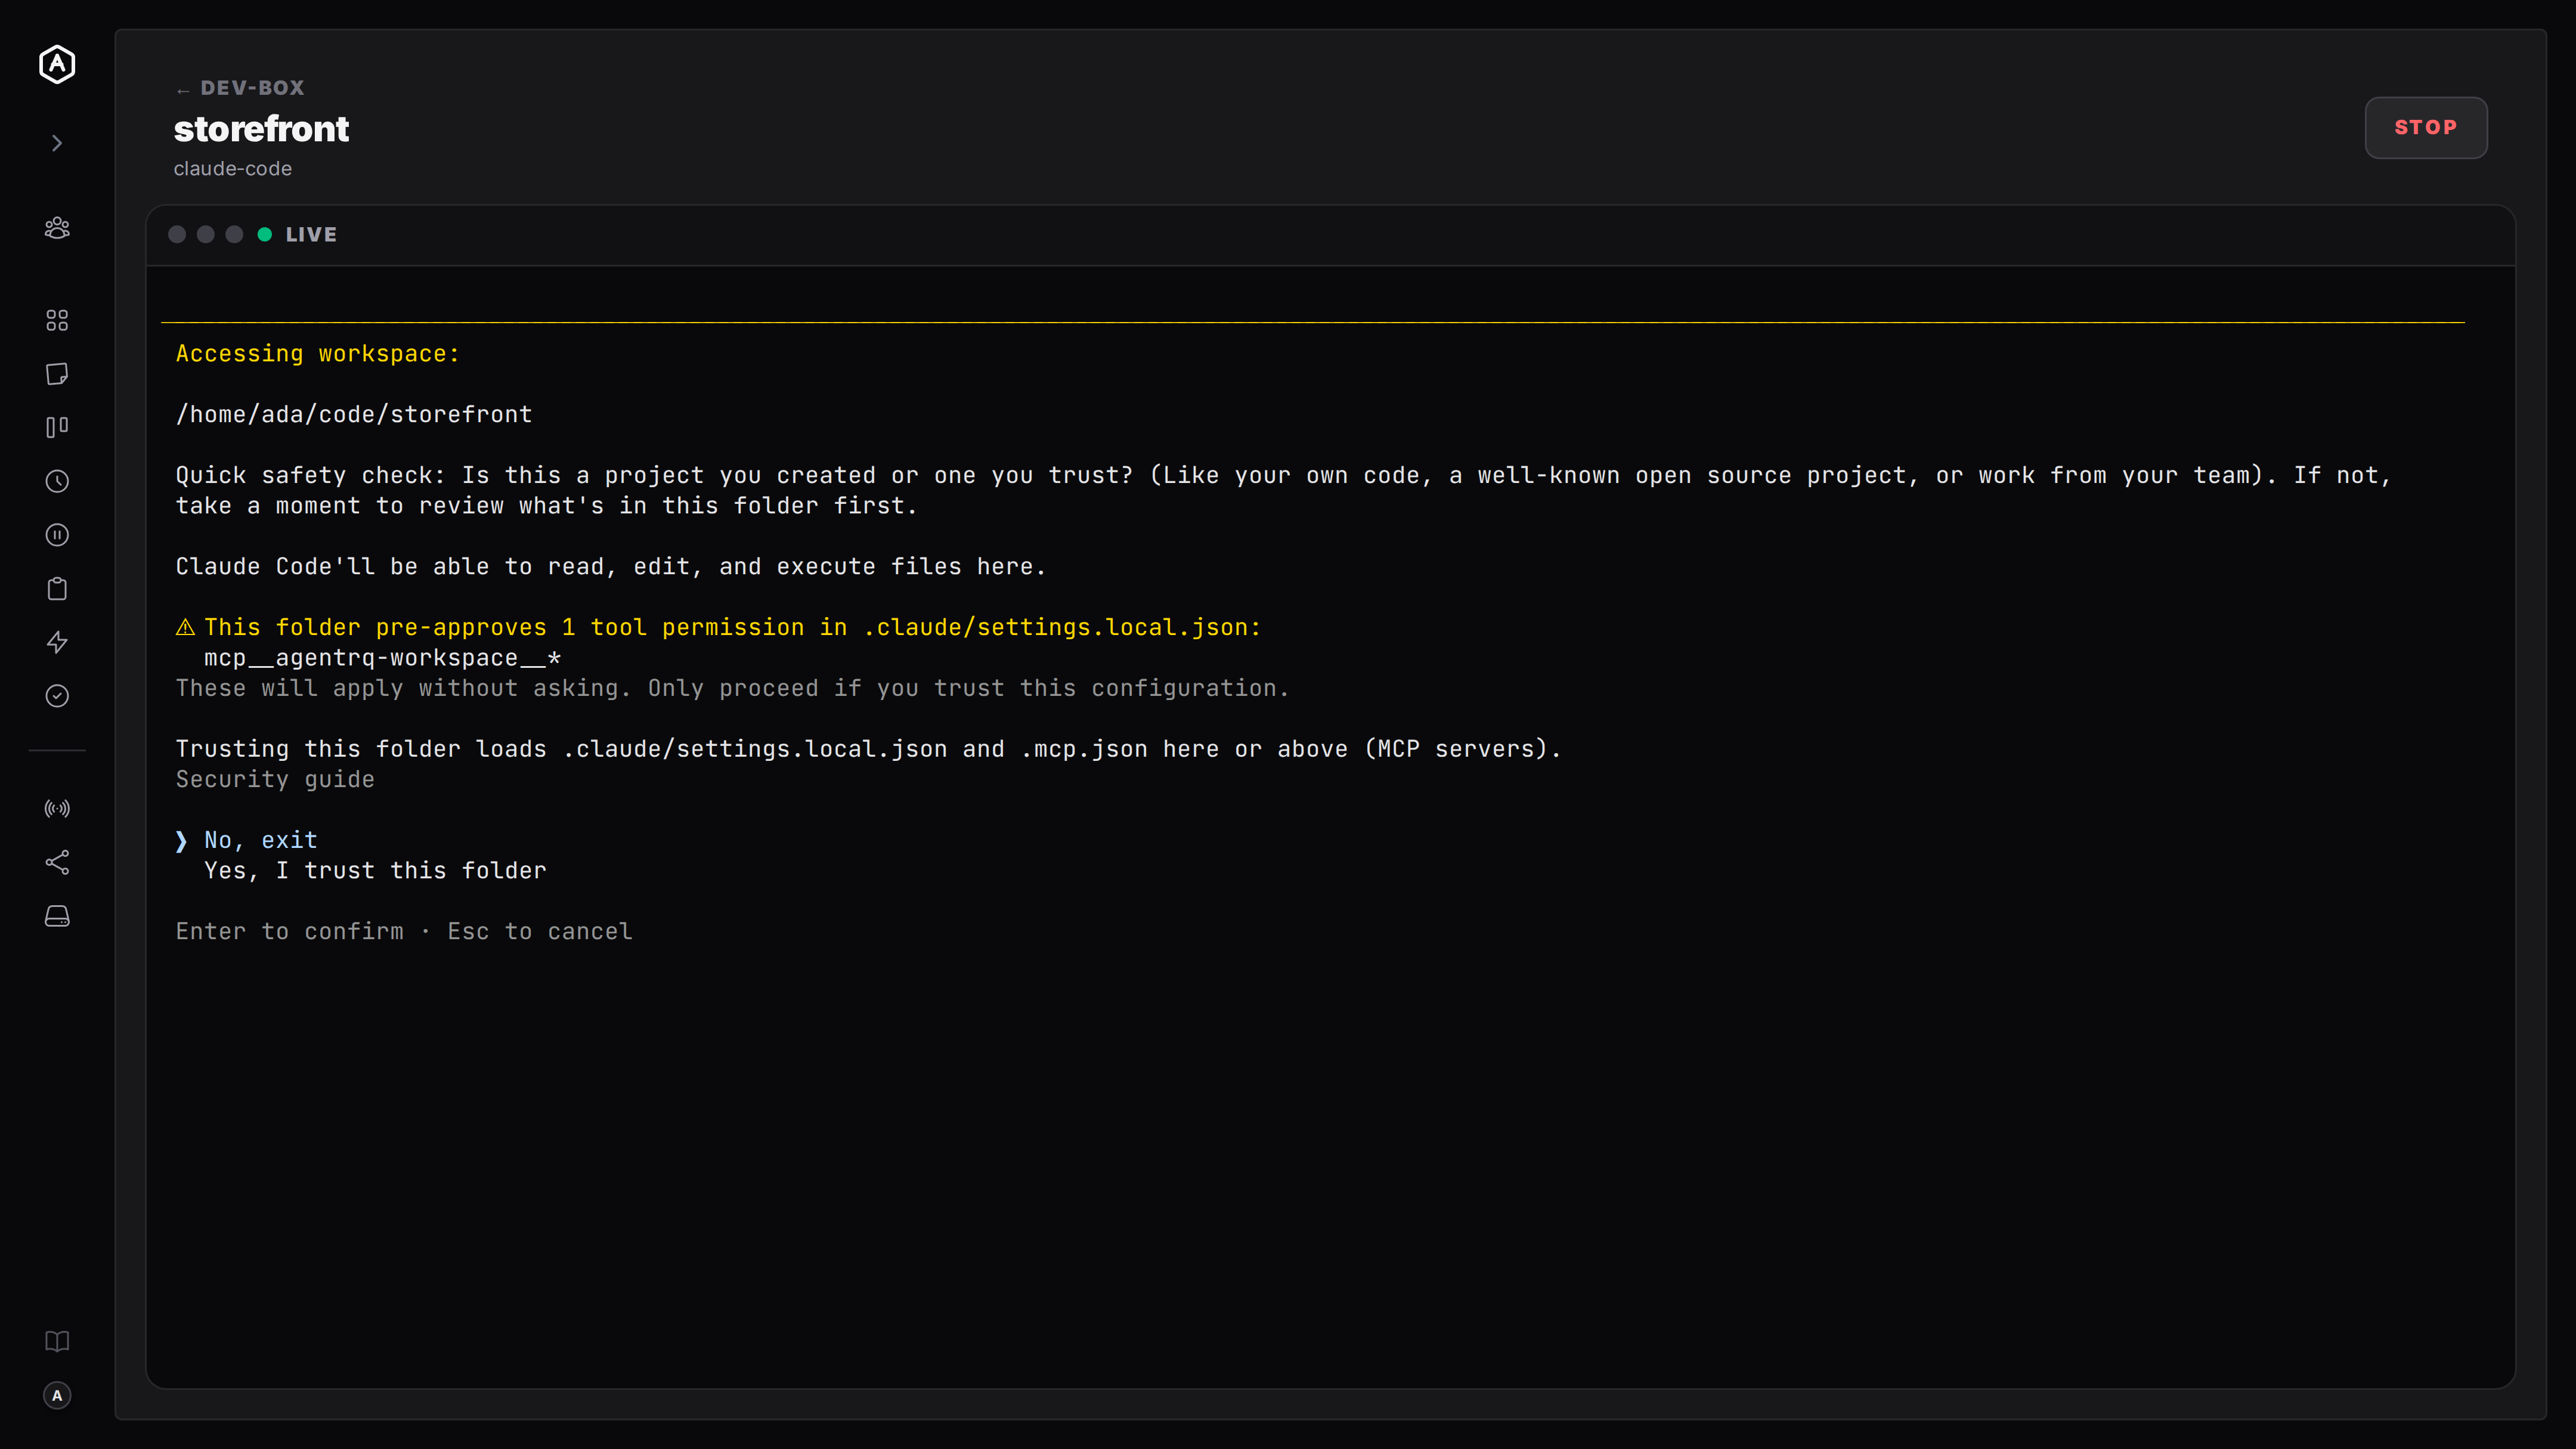 ← DEV-BOX
storefront
claude-code
STOP
LIVE
Accessing workspace:
/home/ada/code/storefront
Quick safety check: Is this a project you created or one you trust? (Like your own code, a well-known open source project, or work from your team). If not,
take a moment to review what's in this folder first.
Claude Code'll be able to read, edit, and execute files here.
⚠ This folder pre-approves 1 tool permission in .claude/settings.local.json:
mcp__agentrq-workspace__*
These will apply without asking. Only proceed if you trust this configuration.
Trusting this folder loads .claude/settings.local.json and .mcp.json here or above (MCP servers).
Security guide
❯ No, exit
Yes, I trust this folder
Enter to confirm · Esc to cancel
A